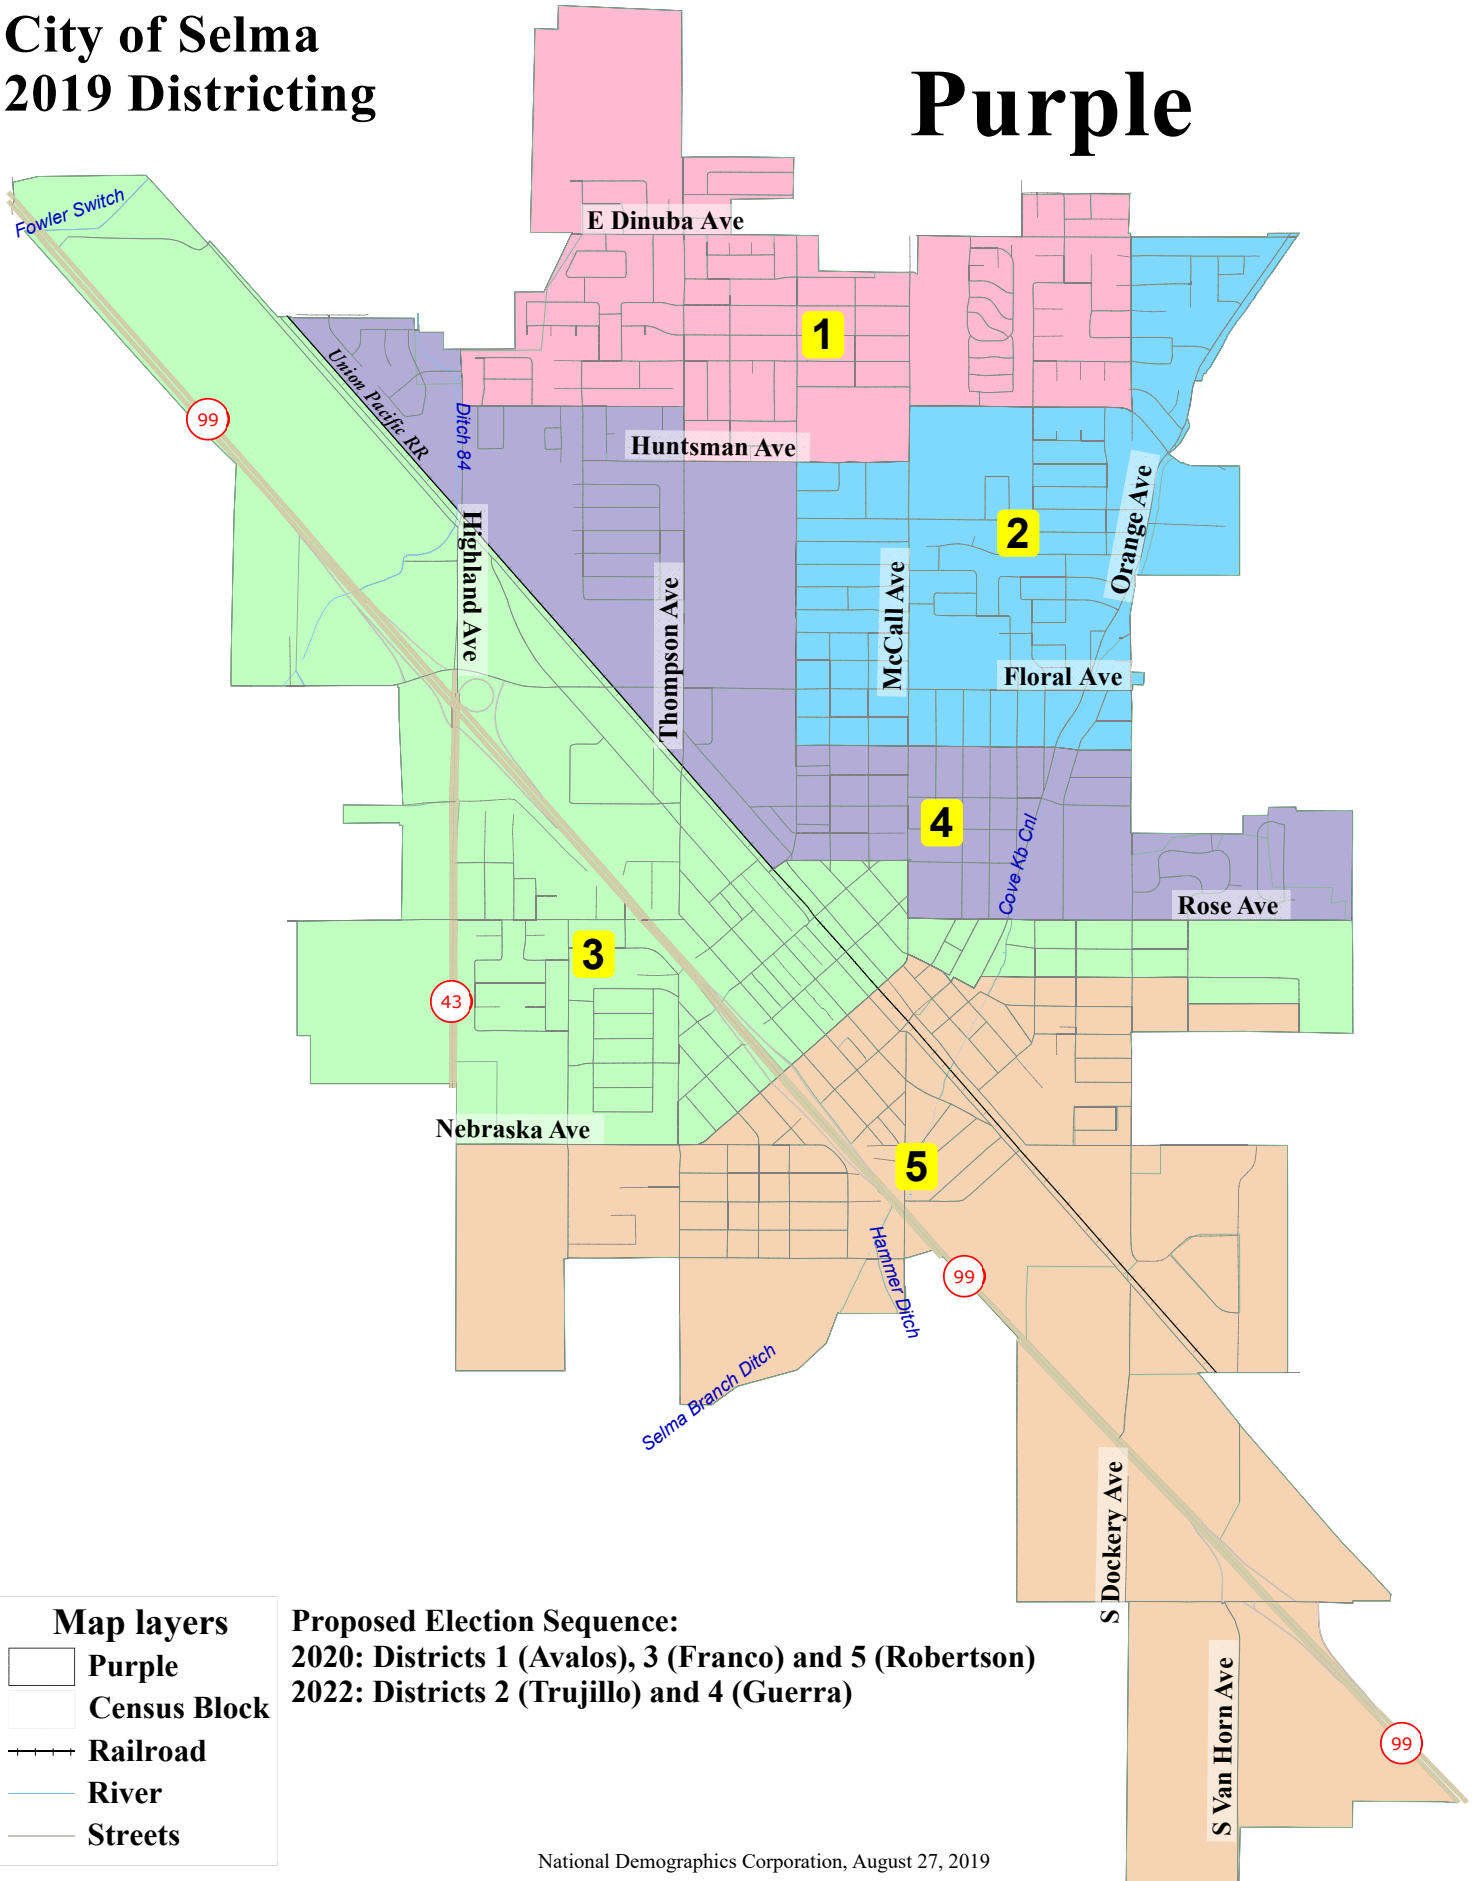 City of Selma
2019 Districting
Purple
Fowler Switch
E Dinuba Ave
1
Union Pacific RR
99
Ditch 84
Huntsman Ave
Orange Ave
2
Highland Ave
Thompson Ave
McCall Ave
Floral Ave
4
Cove Kb Cnl
Rose Ave
3
43
Nebraska Ave
5
Hammer Ditch
99
Selma Branch Ditch
S Dockery Ave
S Van Horn Ave
99
Map layers
Purple
Census Block
Railroad
River
Streets
Proposed Election Sequence:
2020: Districts 1 (Avalos), 3 (Franco) and 5 (Robertson)
2022: Districts 2 (Trujillo) and 4 (Guerra)
National Demographics Corporation, August 27, 2019